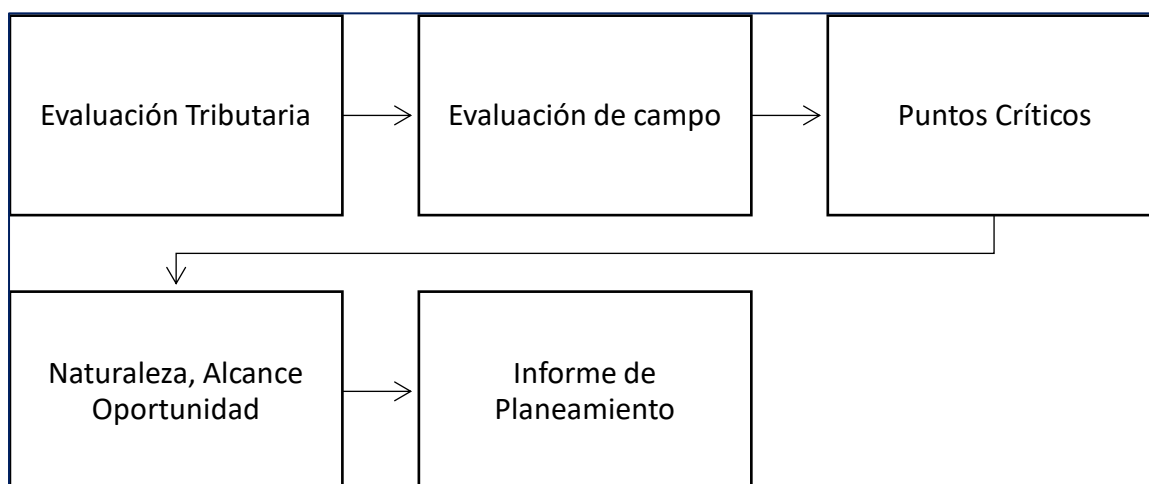 Evaluación Tributaria
Evaluación de campo
Puntos Críticos
Naturaleza, Alcance
Oportunidad
Informe de
Planeamiento